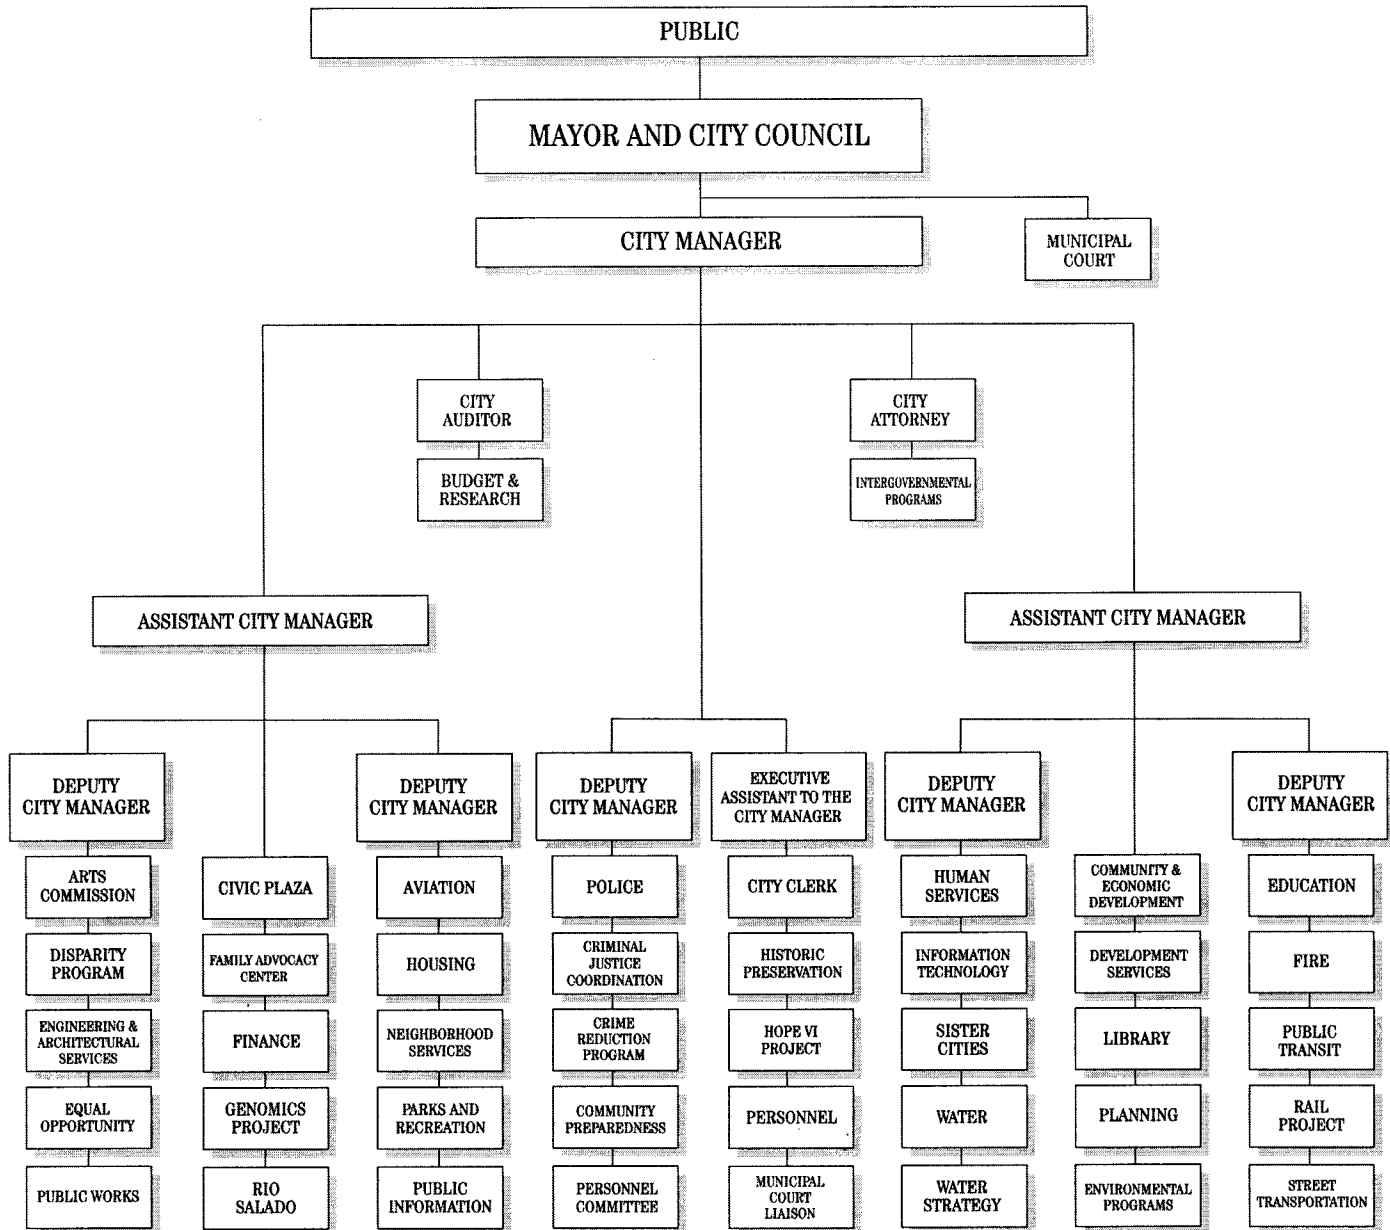 PUBLIC
MAYOR AND CITY COUNCIL
CITY MANAGER
MUNICIPAL
COURT
CITY
AUDITOR
BUDGET &
RESEARCH
CITY
ATTORNEY
INTERGOVERNMENTAL
PROGRAMS
ASSISTANT CITY MANAGER
ASSISTANT CITY MANAGER
DEPUTY
CITY MANAGER
ARTS
COMMISSION
DISPARITY
PROGRAM
ENGINEERING &
ARCHITECTURAL
SERVICES
EQUAL
OPPORTUNITY
PUBLIC WORKS
CIVIC PLAZA
FAMILY ADVOCACY
CENTER
FINANCE
GENOMICS
PROJECT
RIO
SALADO
DEPUTY
CITY MANAGER
AVIATION
HOUSING
NEIGHBORHOOD
SERVICES
PARKS AND
RECREATION
PUBLIC
INFORMATION
DEPUTY
CITY MANAGER
POLICE
CRIMINAL
JUSTICE
COORDINATION
CRIME
REDUCTION
PROGRAM
COMMUNITY
PREPAREDNESS
PERSONNEL
COMMITTEE
EXECUTIVE
ASSISTANT TO THE
CITY MANAGER
CITY CLERK
HISTORIC
PRESERVATION
HOPE VI
PROJECT
PERSONNEL
MUNICIPAL
COURT
LIAISON
DEPUTY
CITY MANAGER
HUMAN
SERVICES
INFORMATION
TECHNOLOGY
SISTER
CITIES
WATER
WATER
STRATEGY
COMMUNITY &
ECONOMIC
DEVELOPMENT
DEVELOPMENT
SERVICES
LIBRARY
PLANNING
ENVIRONMENTAL
PROGRAMS
DEPUTY
CITY MANAGER
EDUCATION
FIRE
PUBLIC
TRANSIT
RAIL
PROJECT
STREET
TRANSPORTATION